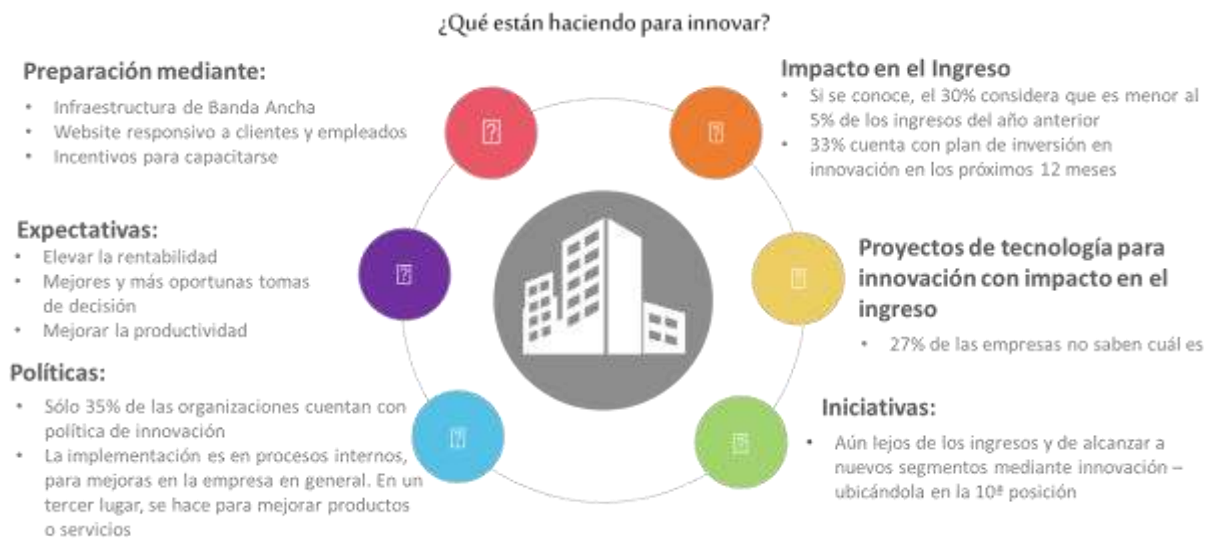 ¿Qué están haciendo para innovar?
Preparación mediante:
• Infraestructura de Banda Ancha
• Website responsivo a clientes y empleados
• Incentivos para capacitarse
Expectativas:
• Elevar la rentabilidad
• Mejores y más oportunas tomas
de decisión
• Mejorar la productividad
Políticas:
• Sólo 35% de las organizaciones cuentan con
política de innovación
• La implementación es en procesos internos,
para mejoras en la empresa en general. En un
tercer lugar, se hace para mejorar productos
o servicios
Impacto en el Ingreso
• Si se conoce, el 30% considera que es menor al
5% de los ingresos del año anterior
• 33% cuenta con plan de inversión en
innovación en los próximos 12 meses
Proyectos de tecnología para
innovación con impacto en el
ingreso
• 27% de las empresas no saben cuál es
Iniciativas:
• Aún lejos de los ingresos y de alcanzar a
nuevos segmentos mediante innovación –
ubicándola en la 10ª posición